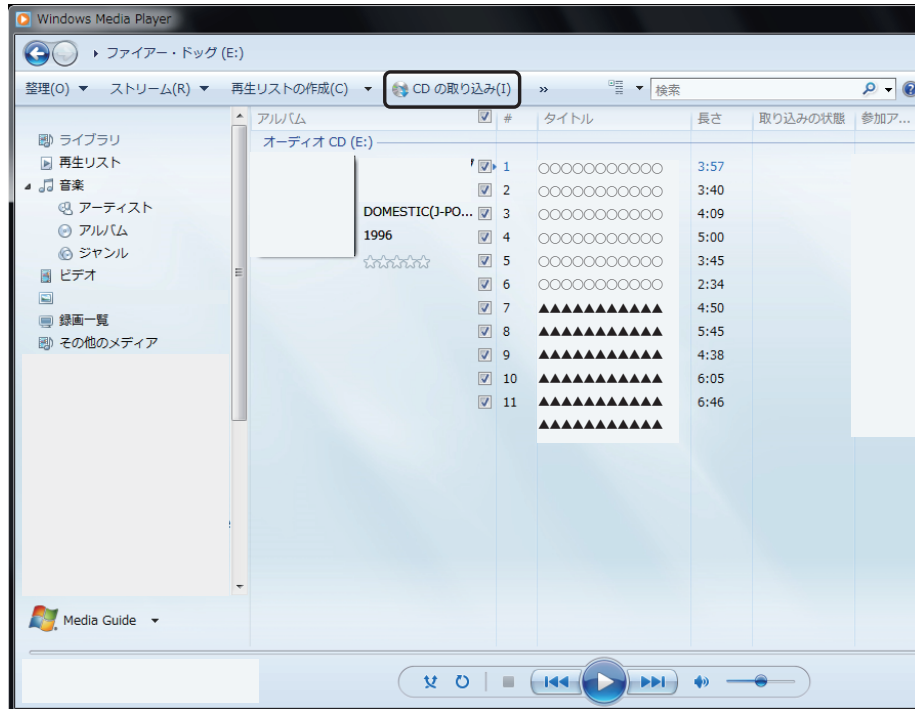 Windows Media Player
ファイアー・ドッグ (E:)
整理(O) ストリーム(R) 再生リストの作成(C) CD の取り込み(I) » 検索
アルバム # タイトル 長さ 取り込みの状態 参加ア...
オーディオ CD (E:)
ライブラリ
再生リスト
音楽
アーティスト
アルバム
ジャンル
ビデオ
録画一覧
その他のメディア
DOMESTIC(J-PO...
1996
1 ○○○○○○○○○○○ 3:57
2 ○○○○○○○○○○○ 3:40
3 ○○○○○○○○○○○ 4:09
4 ○○○○○○○○○○○ 5:00
5 ○○○○○○○○○○○ 3:45
6 ○○○○○○○○○○○ 2:34
7 ▲▲▲▲▲▲▲▲▲▲▲ 4:50
8 ▲▲▲▲▲▲▲▲▲▲▲ 5:45
9 ▲▲▲▲▲▲▲▲▲▲▲ 4:38
10 ▲▲▲▲▲▲▲▲▲▲▲ 6:05
11 ▲▲▲▲▲▲▲▲▲▲▲ 6:46
▲▲▲▲▲▲▲▲▲▲▲
Media Guide